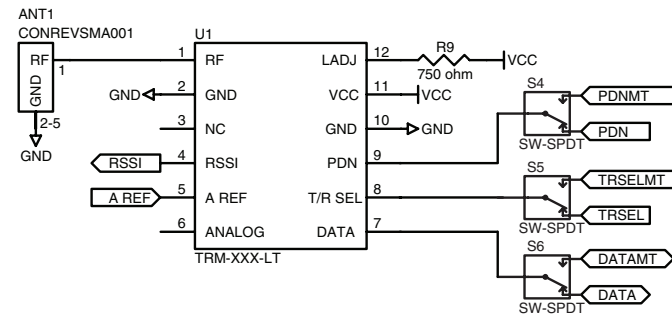 ANT1
CONREVSMA001
RF
GND
1
2-5
GND
U1
TRM-XXX-LT
1 RF
2 GND
GND
3 NC
4 RSSI
RSSI
5 A REF
A REF
6 ANALOG
LADJ 12
R9
750 ohm
VCC
VCC 11
VCC
GND 10
GND
PDN 9
T/R SEL 8
DATA 7
S4
PDNMT
PDN
SW-SPDT
S5
TRSELMT
TRSEL
SW-SPDT
S6
DATAMT
DATA
SW-SPDT